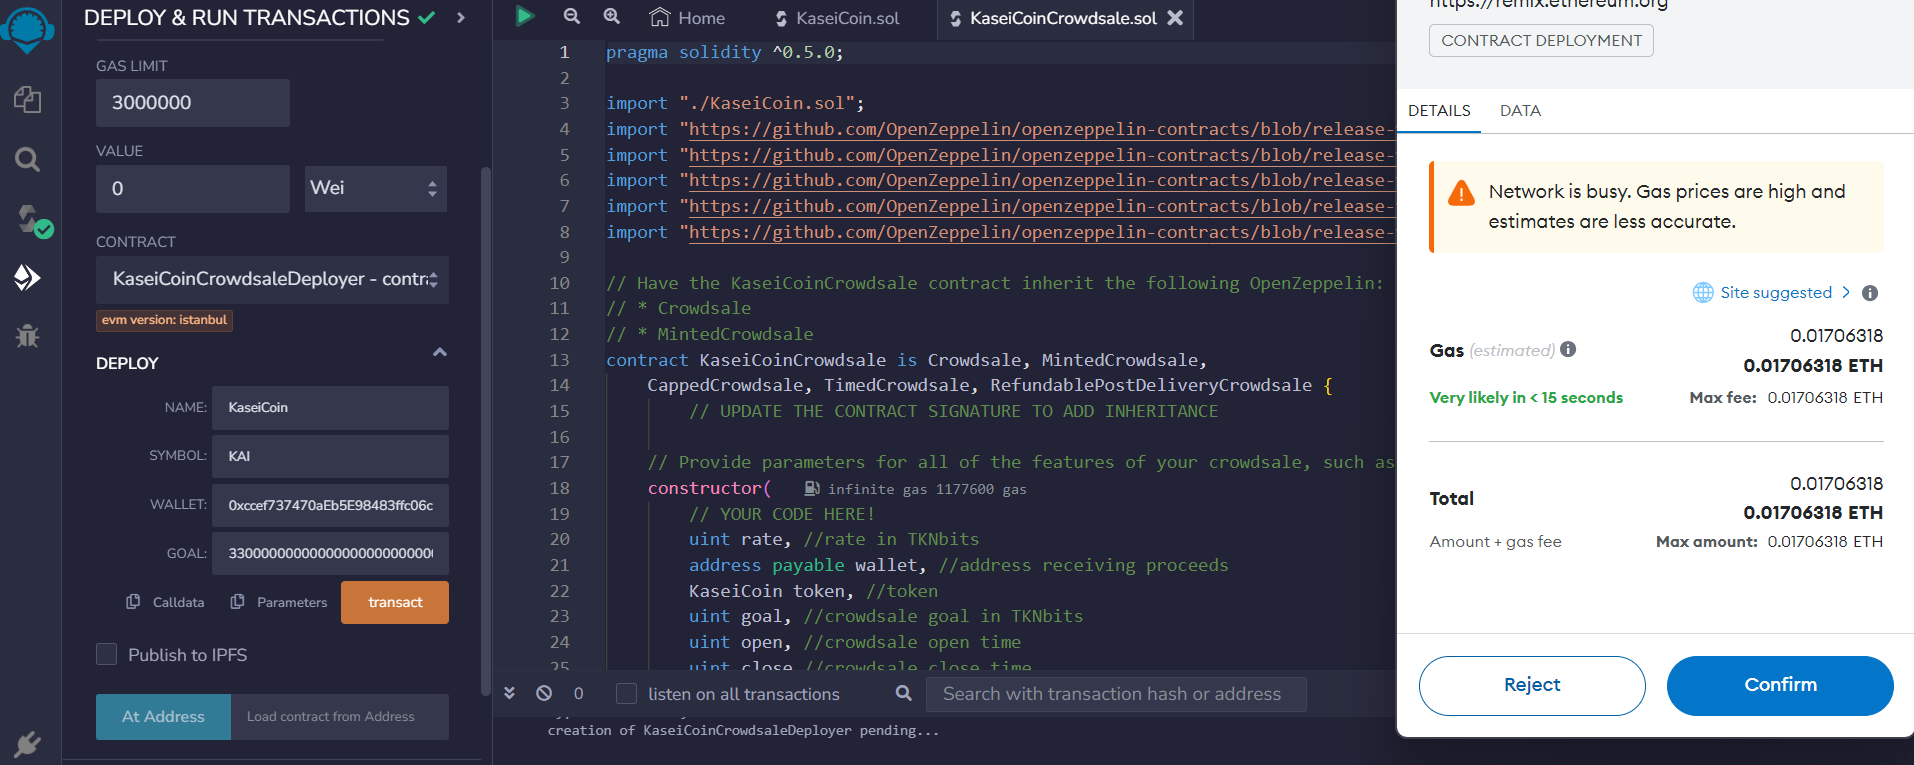 DEPLOY & RUN TRANSACTIONS
GAS LIMIT
3000000
VALUE
0
Wei
CONTRACT
KaseiCoinCrowdsaleDeployer - contra
evm version: istanbul
DEPLOY
NAME:
KaseiCoin
SYMBOL:
KAI
WALLET:
0xccef737470aEb5E98483ffc06c
GOAL:
Calldata
Parameters
transact
Publish to IPFS
At Address
Load contract from Address
Home
KaseiCoin.sol
KaseiCoinCrowdsale.sol
1 pragma solidity ^0.5.0;
2
3 import "./KaseiCoin.sol";
4 import "https://github.com/OpenZeppelin/openzeppelin-contracts/blob/release-
5 import "https://github.com/OpenZeppelin/openzeppelin-contracts/blob/release-
6 import "https://github.com/OpenZeppelin/openzeppelin-contracts/blob/release-
7 import "https://github.com/OpenZeppelin/openzeppelin-contracts/blob/release-
8 import "https://github.com/OpenZeppelin/openzeppelin-contracts/blob/release-
9
10 // Have the KaseiCoinCrowdsale contract inherit the following OpenZeppelin:
11 // * Crowdsale
12 // * MintedCrowdsale
13 contract KaseiCoinCrowdsale is Crowdsale, MintedCrowdsale,
14 CappedCrowdsale, TimedCrowdsale, RefundablePostDeliveryCrowdsale {
15 // UPDATE THE CONTRACT SIGNATURE TO ADD INHERITANCE
16
17 // Provide parameters for all of the features of your crowdsale, such as
18 constructor( infinite gas 1177600 gas
19 // YOUR CODE HERE!
20 uint rate, //rate in TKNbits
21 address payable wallet, //address receiving proceeds
22 KaseiCoin token, //token
23 uint goal, //crowdsale goal in TKNbits
24 uint open, //crowdsale open time
25 uint close //crowdsale close time
0
listen on all transactions
Search with transaction hash or address
creation of KaseiCoinCrowdsaleDeployer pending...
https://remix.ethereum.org
CONTRACT DEPLOYMENT
DETAILS
DATA
Network is busy. Gas prices are high and
estimates are less accurate.
Site suggested
Gas (estimated)
0.01706318
0.01706318 ETH
Very likely in < 15 seconds
Max fee: 0.01706318 ETH
Total
0.01706318
0.01706318 ETH
Amount + gas fee
Max amount: 0.01706318 ETH
Reject
Confirm